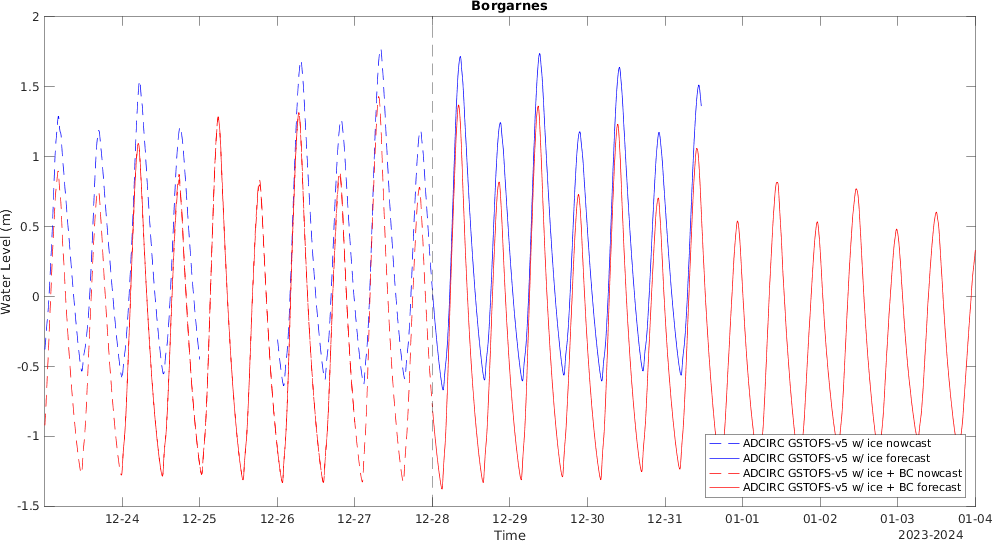 Borgarnes
Water Level (m)
2
1.5
1
0.5
0
-0.5
-1
-1.5
ADCIRC GSTOFS-v5 w/ ice nowcast
ADCIRC GSTOFS-v5 w/ ice forecast
ADCIRC GSTOFS-v5 w/ ice + BC nowcast
ADCIRC GSTOFS-v5 w/ ice + BC forecast
12-24 12-25 12-26 12-27 12-28 12-29 12-30 12-31 01-01 01-02 01-03 01-04
Time
2023-2024